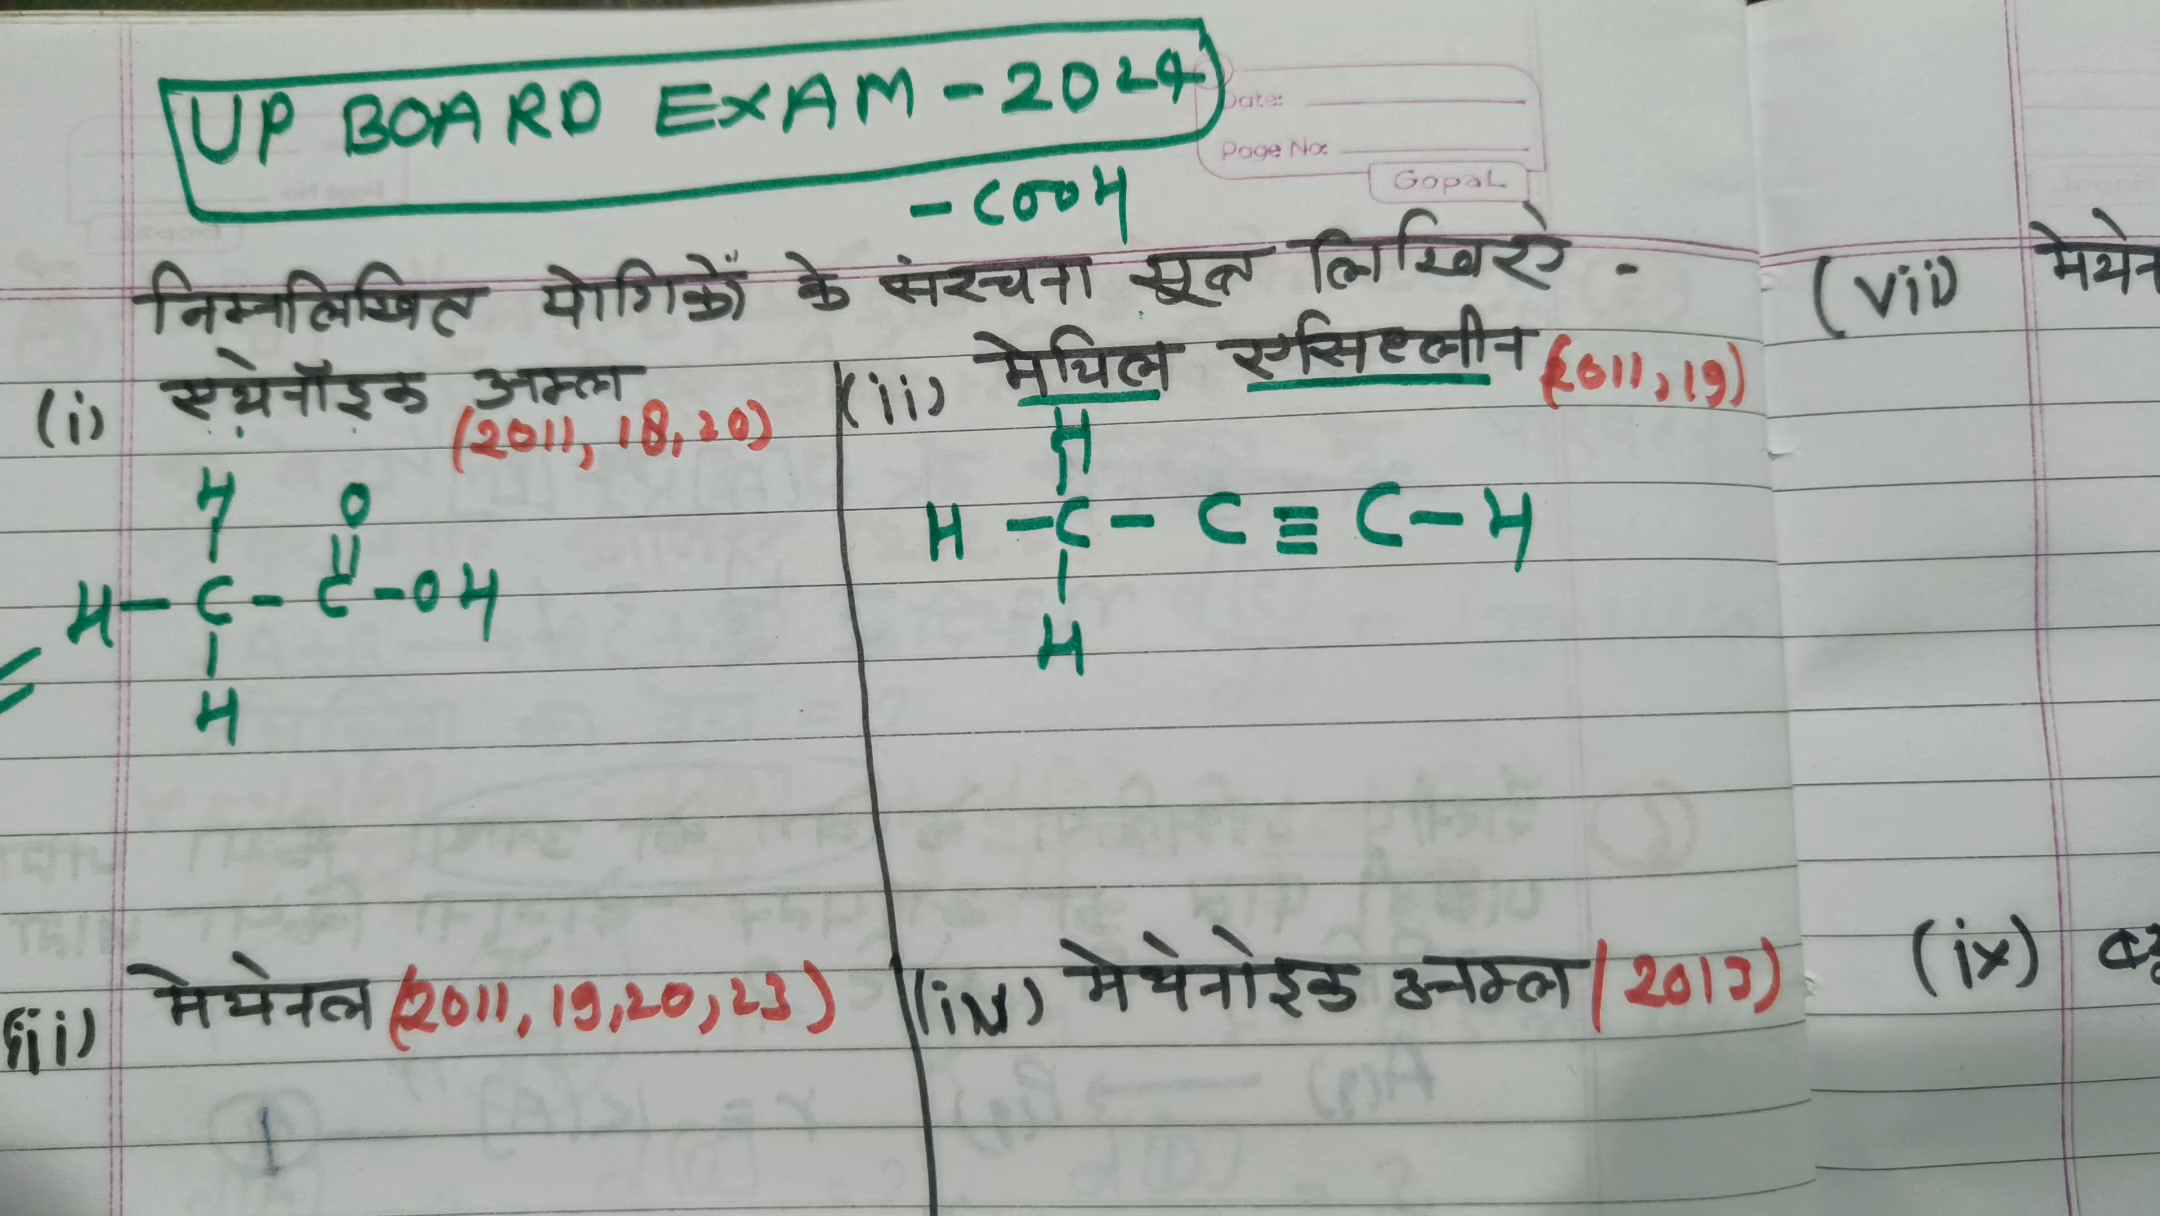 UP BOARD EXAM - 2024
Date:
Page No:
GopaL
- COOH
निम्नलिखित योगिकों के संरचना सूत्र लिखिए -
(i) एथेनॉइक अम्ल
(2011, 18, 20)
(ii) मेथिल एसिटलीन (2011, 19)
H O
H - C - C - OH
H
H
H - C - C ≡ C - H
H
(iii) मेथेनल (2011, 19, 20, 23)
(iv) मेथेनोइक अम्ल
(vii) मेथेन
(ix)